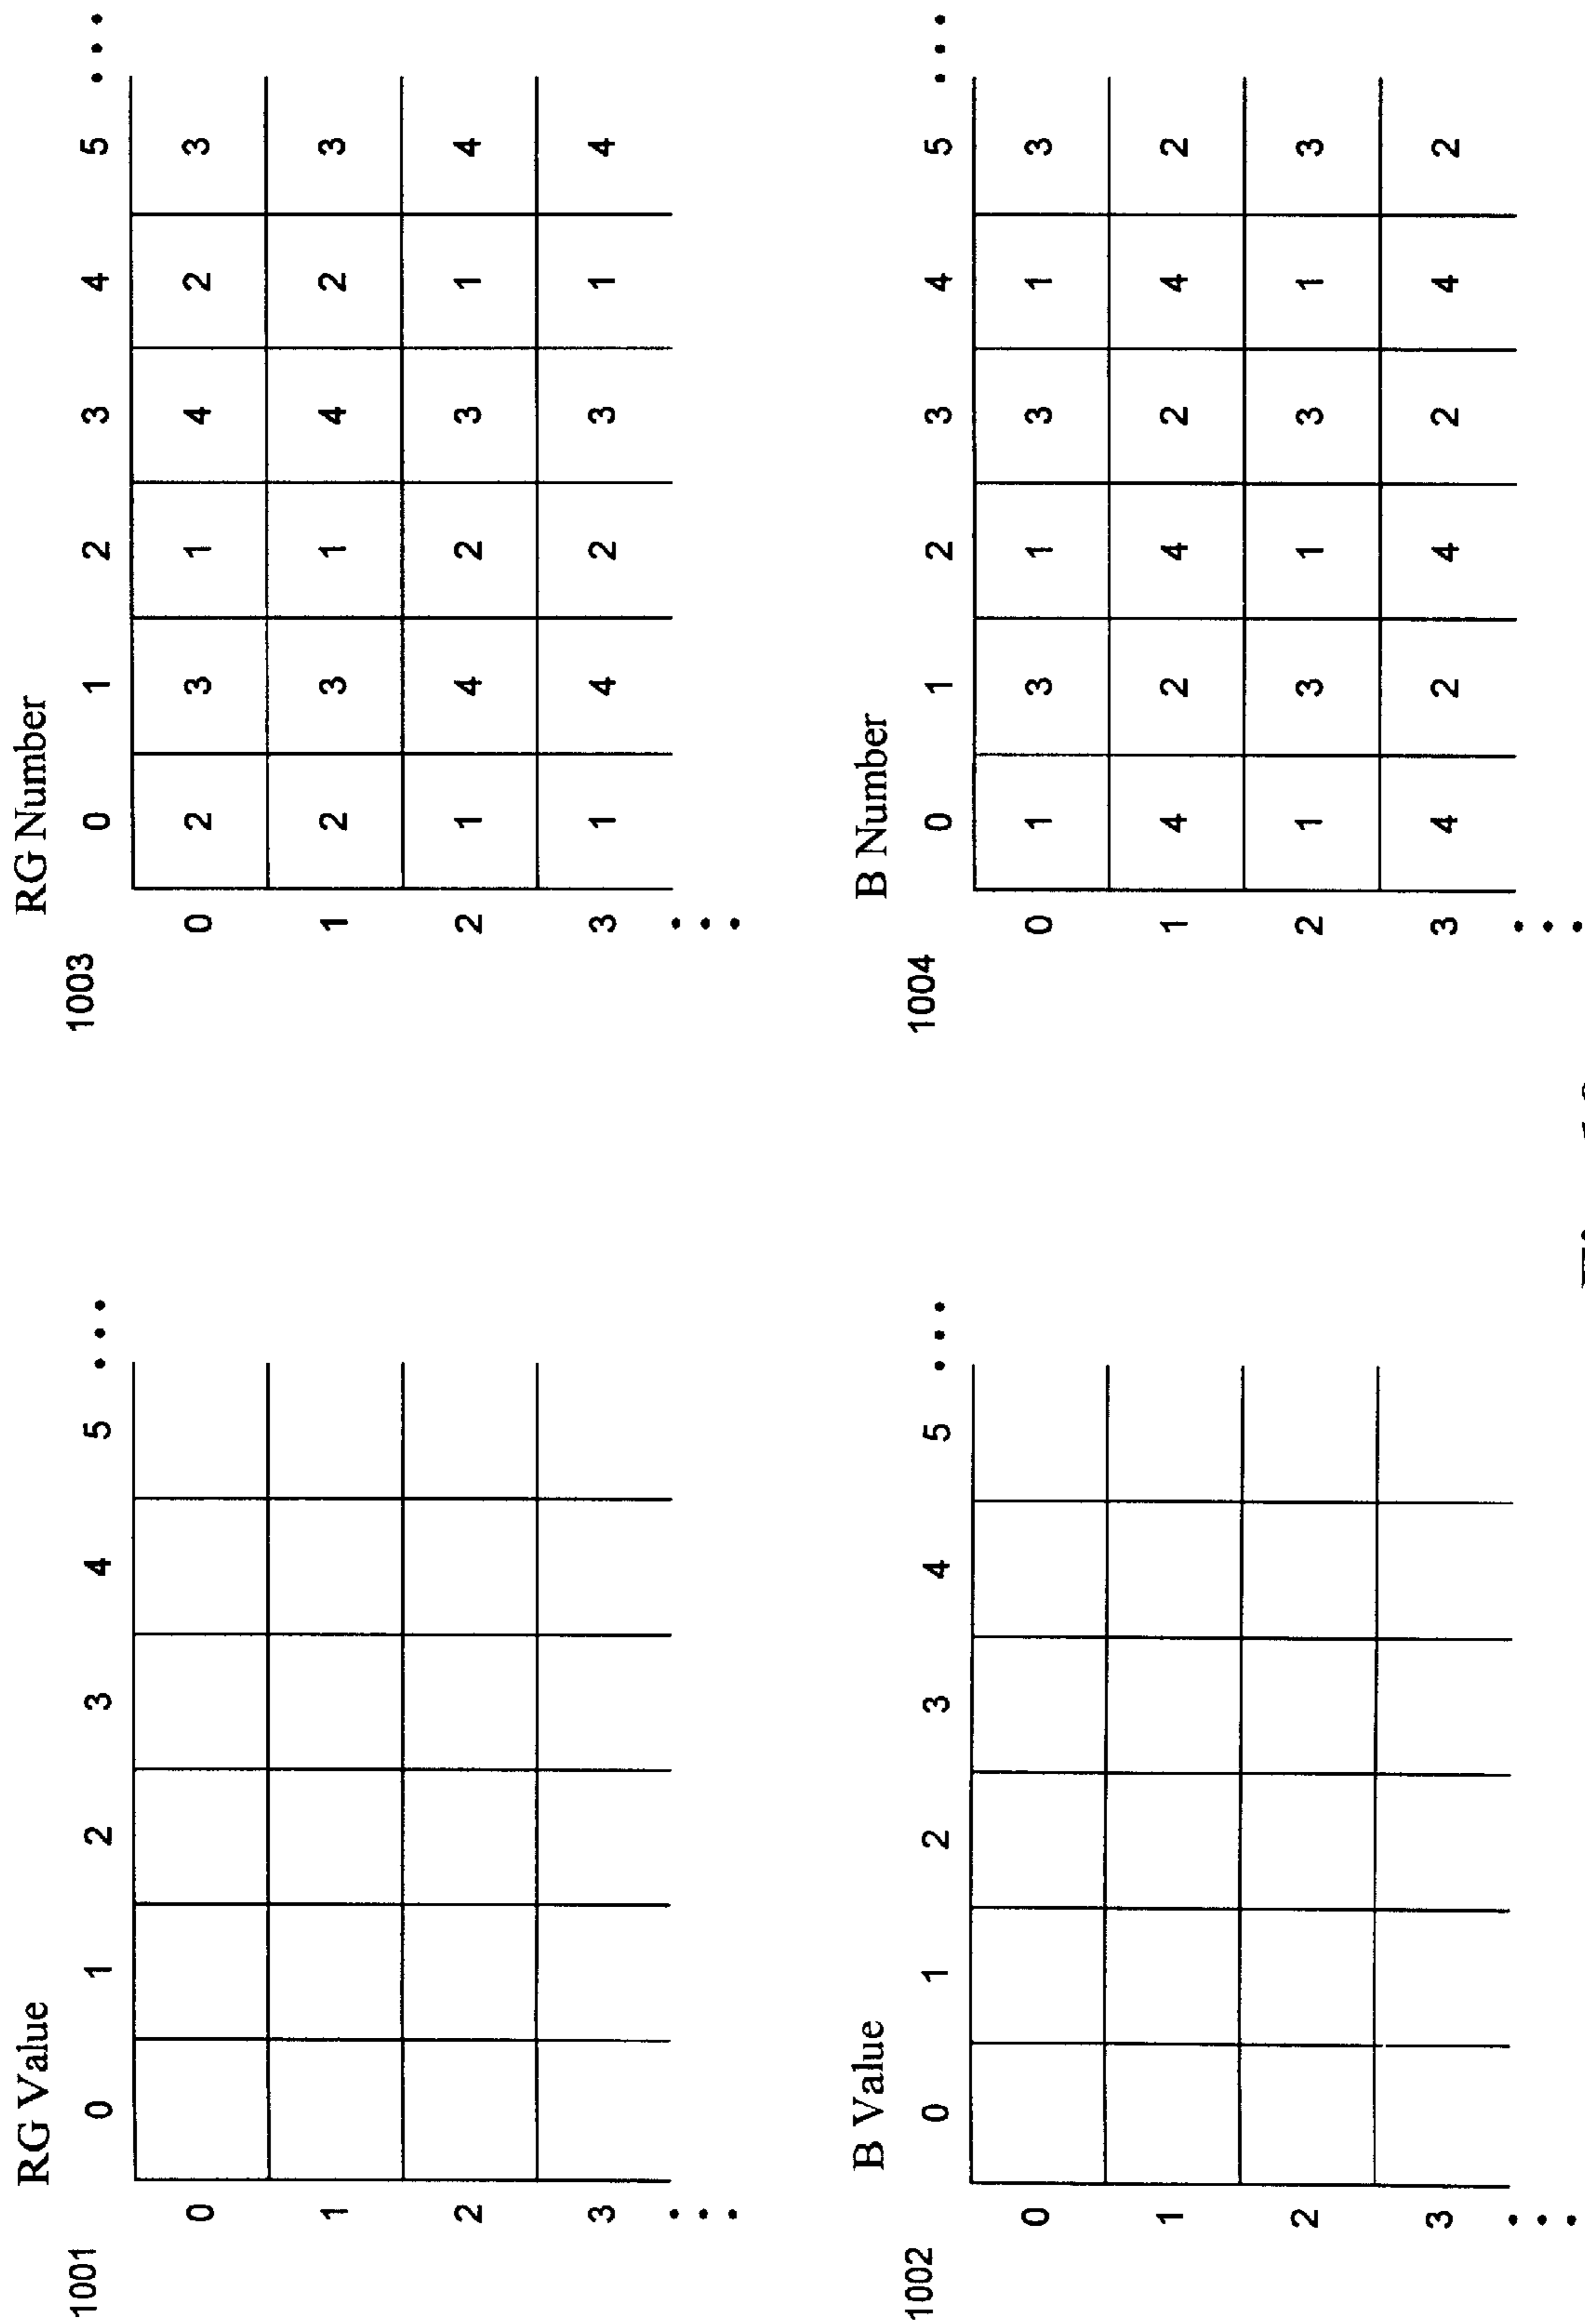 RG Value
1001
0 1 2 3 4 5 •••
0
1
2
3
RG Number
1003
0 1 2 3 4 5 •••
0 2 3 1 4 2 3
1 2 3 1 4 2 3
2 1 4 2 3 1 4
3 1 4 2 3 1 4
B Value
1002
0 1 2 3 4 5 •••
0
1
2
3
B Number
1004
0 1 2 3 4 5 •••
0 1 3 1 3 1 3
1 4 2 4 2 4 2
2 1 3 1 3 1 3
3 4 2 4 2 4 2